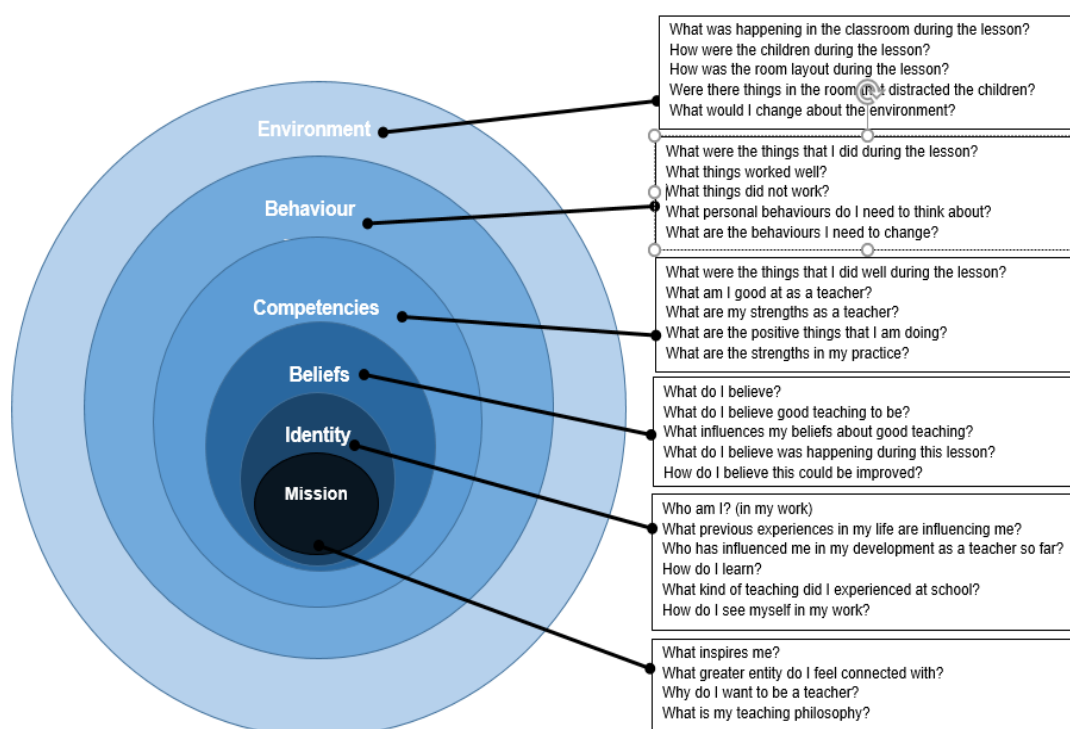 Environment
What was happening in the classroom during the lesson?
How were the children during the lesson?
How was the room layout during the lesson?
Were there things in the room distracted the children?
What would I change about the environment?
Behaviour
What were the things that I did during the lesson?
What things worked well?
What things did not work?
What personal behaviours do I need to think about?
What are the behaviours I need to change?
Competencies
What were the things that I did well during the lesson?
What am I good at as a teacher?
What are my strengths as a teacher?
What are the positive things that I am doing?
What are the strengths in my practice?
Beliefs
What do I believe?
What do I believe good teaching to be?
What influences my beliefs about good teaching?
What do I believe was happening during this lesson?
How do I believe this could be improved?
Identity
Who am I? (in my work)
What previous experiences in my life are influencing me?
Who has influenced me in my development as a teacher so far?
How do I learn?
What kind of teaching did I experienced at school?
How do I see myself in my work?
Mission
What inspires me?
What greater entity do I feel connected with?
Why do I want to be a teacher?
What is my teaching philosophy?